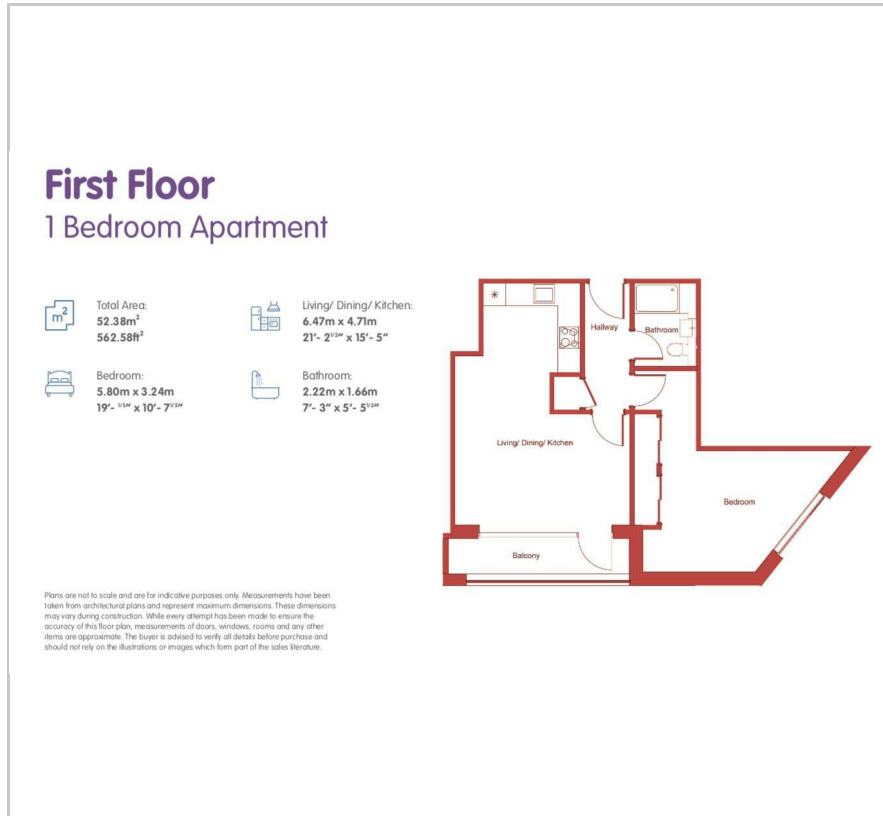 First Floor
1 Bedroom Apartment
m²
Total Area:
52.38m²
562.58ft²
Living/ Dining/ Kitchen:
6.47m x 4.71m
21'- 2¹/²" x 15'- 5"
Bedroom:
5.80m x 3.24m
19'- ¹/²" x 10'- 7¹/²"
Bathroom:
2.22m x 1.66m
7'- 3" x 5'- 5¹/²"
Hallway
Bathroom
Living/ Dining/ Kitchen
Bedroom
Balcony
Plans are not to scale and are for indicative purposes only. Measurements have been
taken from architectural plans and represent maximum dimensions. These dimensions
may vary during construction. While every attempt has been made to ensure the
accuracy of this floor plan, measurements of doors, windows, rooms and any other
items are approximate. The buyer is advised to verify all details before purchase and
should not rely on the illustrations or images which form part of the sales literature.